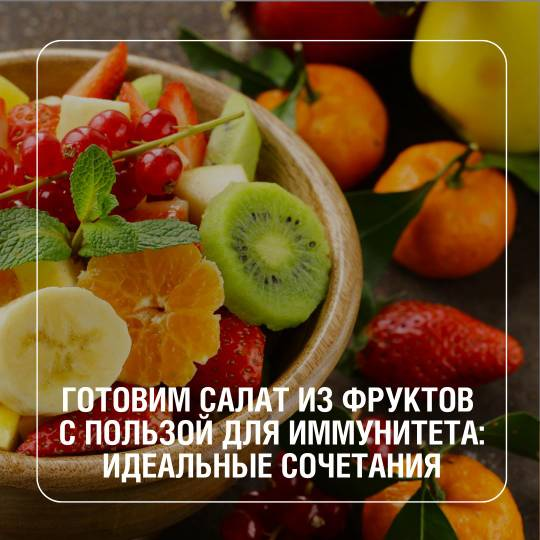 ГОТОВИМ САЛАТ ИЗ ФРУКТОВ
С ПОЛЬЗОЙ ДЛЯ ИММУНИТЕТА:
ИДЕАЛЬНЫЕ СОЧЕТАНИЯ